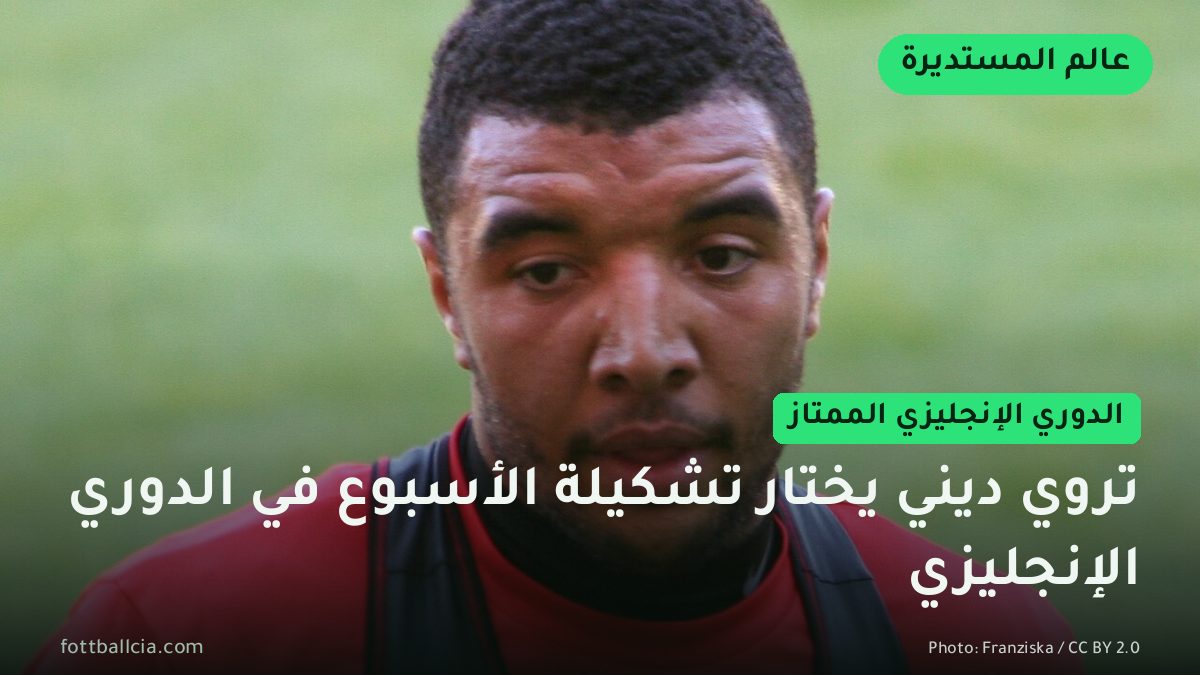 عالم المستديرة
الدوري الإنجليزي الممتاز
تروي ديني يختار تشكيلة الأسبوع في الدوري
الإنجليزي
fottballcia.com
Photo: Franziska / CC BY 2.0